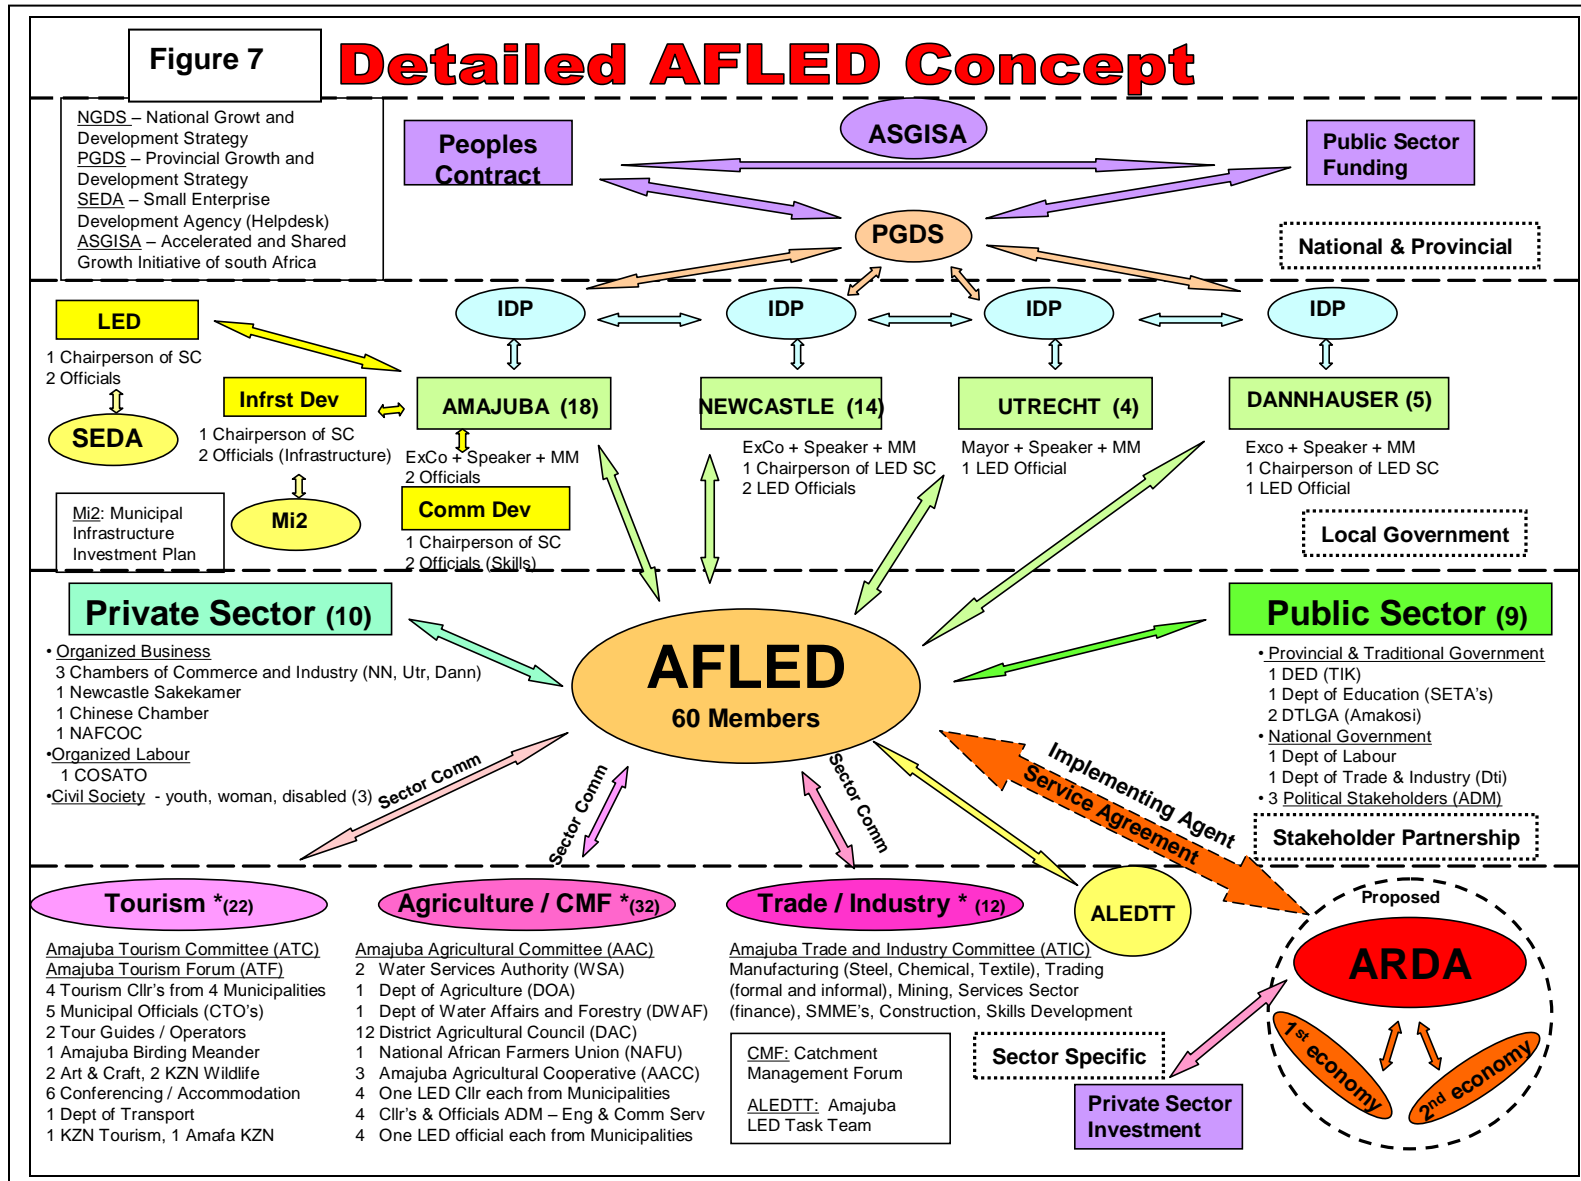 Figure 7
Detailed AFLED Concept
NGDS – National Growt and
Development Strategy
PGDS – Provincial Growth and
Development Strategy
SEDA – Small Enterprise
Development Agency (Helpdesk)
ASGISA – Accelerated and Shared
Growth Initiative of south Africa
Peoples
Contract
ASGISA
Public Sector
Funding
PGDS
National & Provincial
LED
1 Chairperson of SC
2 Officials
SEDA
Infrst Dev
1 Chairperson of SC
2 Officials (Infrastructure)
Mi2
Mi2: Municipal
Infrastructure
Investment Plan
IDP
IDP
IDP
IDP
AMAJUBA (18)
ExCo + Speaker + MM
2 Officials
Comm Dev
1 Chairperson of SC
2 Officials (Skills)
NEWCASTLE (14)
ExCo + Speaker + MM
1 Chairperson of LED SC
2 LED Officials
UTRECHT (4)
Mayor + Speaker + MM
1 LED Official
DANNHAUSER (5)
Exco + Speaker + MM
1 Chairperson of LED SC
1 LED Official
Local Government
Private Sector (10)
• Organized Business
3 Chambers of Commerce and Industry (NN, Utr, Dann)
1 Newcastle Sakekamer
1 Chinese Chamber
1 NAFCOC
•Organized Labour
1 COSATO
•Civil Society - youth, woman, disabled (3)
AFLED
60 Members
Public Sector (9)
• Provincial & Traditional Government
1 DED (TIK)
1 Dept of Education (SETA's)
2 DTLGA (Amakosi)
• National Government
1 Dept of Labour
1 Dept of Trade & Industry (Dti)
• 3 Political Stakeholders (ADM)
Stakeholder Partnership
Sector Comm
Sector Comm
Sector Comm
Implementing Agent
Service Agreement
Tourism *(22)
Amajuba Tourism Committee (ATC)
Amajuba Tourism Forum (ATF)
4 Tourism Cllr's from 4 Municipalities
5 Municipal Officials (CTO's)
2 Tour Guides / Operators
1 Amajuba Birding Meander
2 Art & Craft, 2 KZN Wildlife
6 Conferencing / Accommodation
1 Dept of Transport
1 KZN Tourism, 1 Amafa KZN
Agriculture / CMF *(32)
Amajuba Agricultural Committee (AAC)
2 Water Services Authority (WSA)
1 Dept of Agriculture (DOA)
1 Dept of Water Affairs and Forestry (DWAF)
12 District Agricultural Council (DAC)
1 National African Farmers Union (NAFU)
3 Amajuba Agricultural Cooperative (AACC)
4 One LED Cllr each from Municipalities
4 Cllr's & Officials ADM – Eng & Comm Serv
4 One LED official each from Municipalities
Trade / Industry * (12)
Amajuba Trade and Industry Committee (ATIC)
Manufacturing (Steel, Chemical, Textile), Trading
(formal and informal), Mining, Services Sector
(finance), SMME's, Construction, Skills Development
CMF: Catchment
Management Forum
ALEDTT: Amajuba
LED Task Team
ALEDTT
Sector Specific
Private Sector
Investment
Proposed
ARDA
1st economy
2nd economy